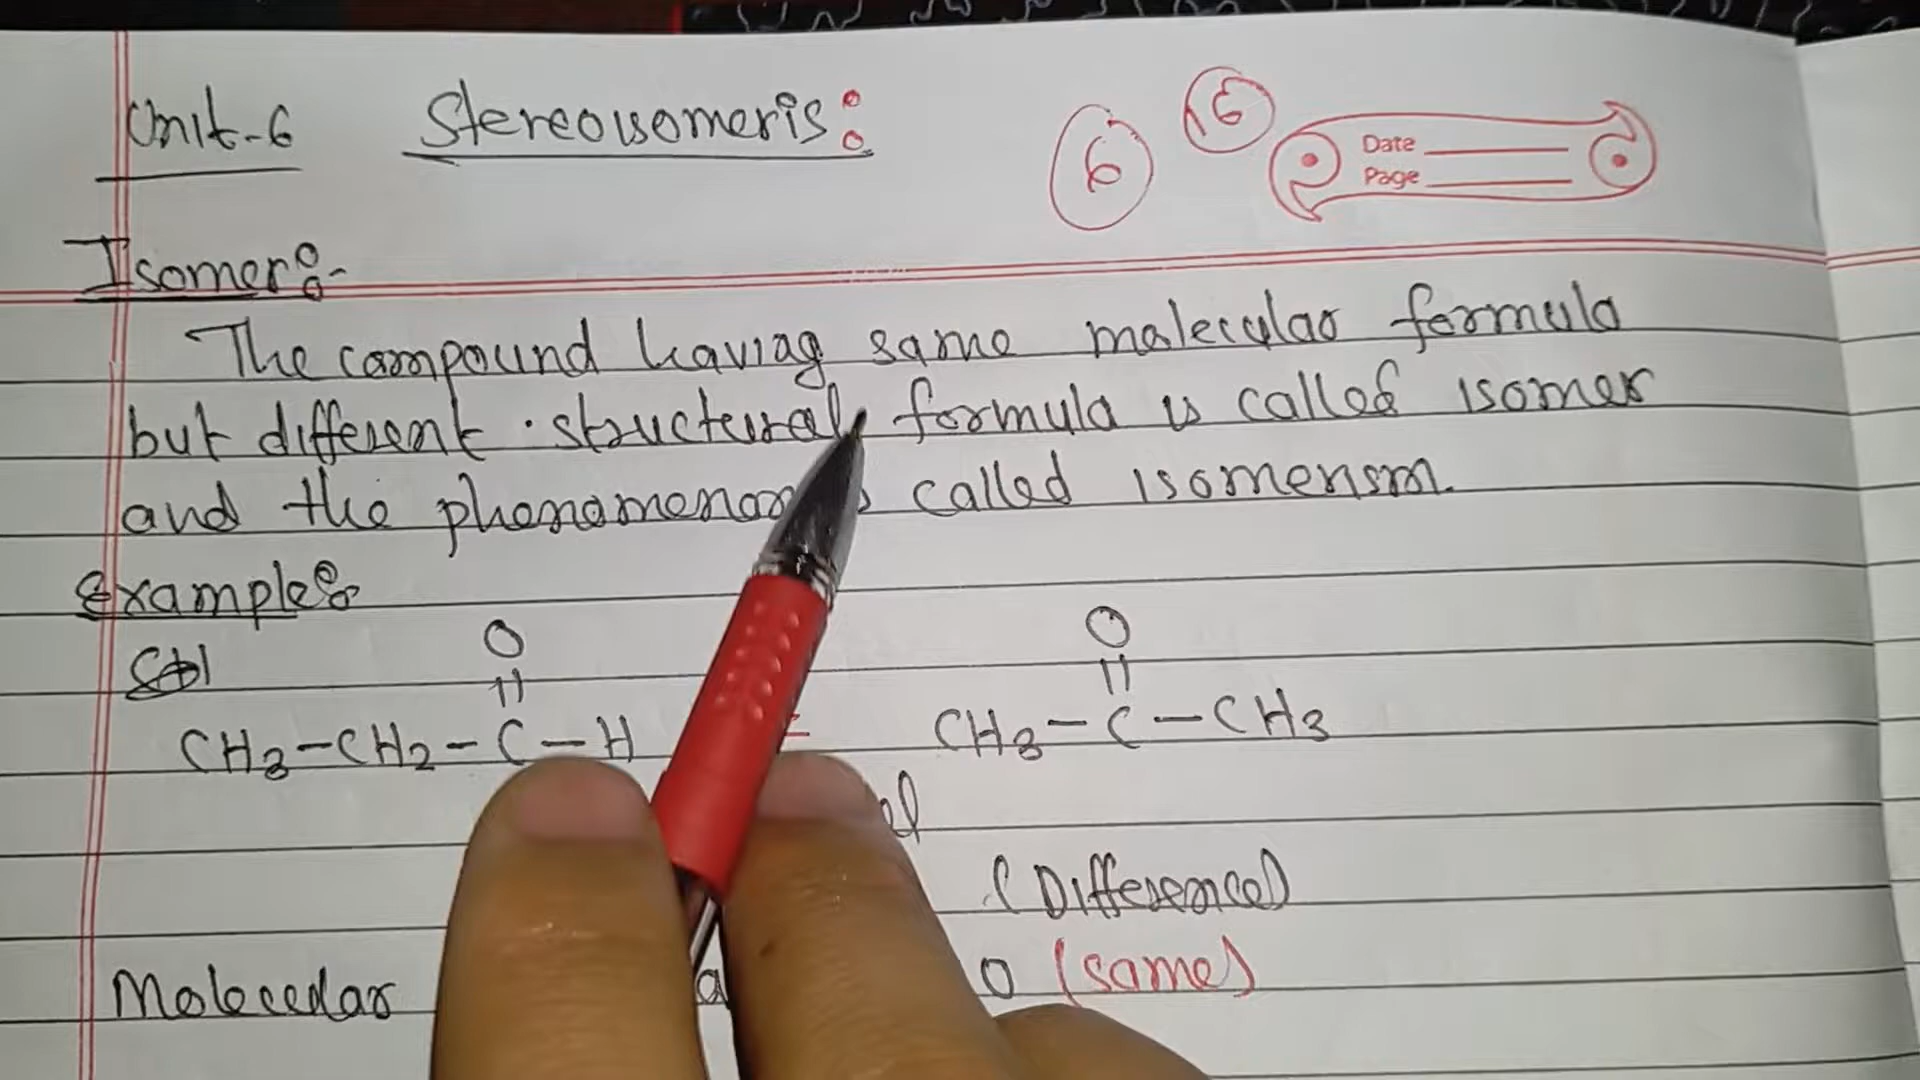 Unit-6 Stereoisomeris:
6 16
Date
Page
Isomer:-
The compound having same molecular formula
but different structural formula is called isomer
and the phenomenon called isomerism.
Example:
O O
|| ||
CH3-CH2-C-H CH3-C-CH3
(Difference)
Molecular O (same)